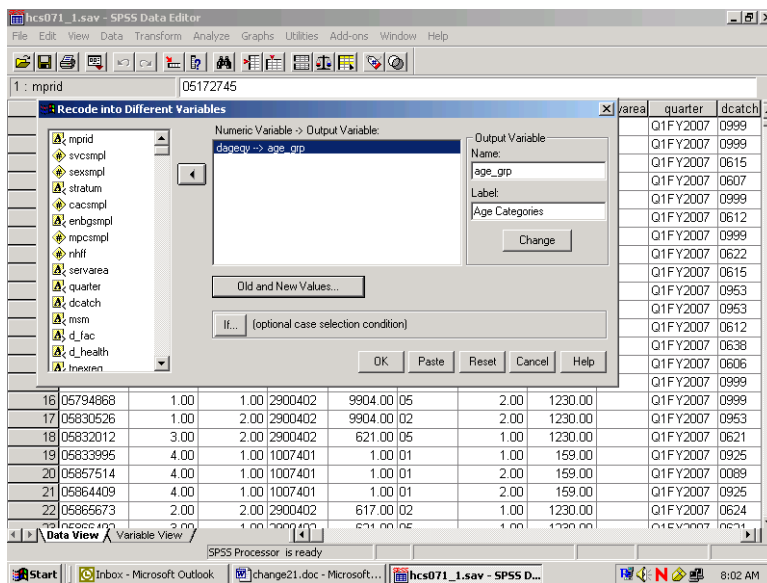 hcs071_1.sav - SPSS Data Editor
File Edit View Data Transform Analyze Graphs Utilities Add-ons Window Help
1 : mprid 05172745
Recode into Different Variables
mprid
svcsmpl
sexsmpl
stratum
cacsmpl
enbgsmpl
mpcsmpl
nhff
servarea
quarter
dcatch
msm
d_fac
d_health
tnexreg
Numeric Variable -> Output Variable:
dageqy --> age_grp
Output Variable
Name:
age_grp
Label:
Age Categories
Change
Old and New Values...
If... (optional case selection condition)
OK Paste Reset Cancel Help
varea quarter dcatch
Q1FY2007 0999
Q1FY2007 0999
Q1FY2007 0615
Q1FY2007 0607
Q1FY2007 0999
Q1FY2007 0612
Q1FY2007 0999
Q1FY2007 0622
Q1FY2007 0615
Q1FY2007 0953
Q1FY2007 0953
Q1FY2007 0612
Q1FY2007 0638
Q1FY2007 0606
Q1FY2007 0999
16 05794868 1.00 1.00 2900402 9904.00 05 2.00 1230.00 Q1FY2007 0999
17 05830526 1.00 2.00 2900402 9904.00 02 2.00 1230.00 Q1FY2007 0953
18 05832012 3.00 2.00 2900402 621.00 05 1.00 1230.00 Q1FY2007 0621
19 05833995 4.00 1.00 1007401 1.00 01 1.00 159.00 Q1FY2007 0925
20 05857514 4.00 1.00 1007401 1.00 01 2.00 159.00 Q1FY2007 0089
21 05864409 4.00 1.00 1007401 1.00 01 2.00 159.00 Q1FY2007 0925
22 05865673 2.00 2.00 2900402 617.00 02 1.00 1230.00 Q1FY2007 0624
Data View Variable View
SPSS Processor is ready
Start Inbox - Microsoft Outlook change21.doc - Microsoft... hcs071_1.sav - SPSS D... 8:02 AM